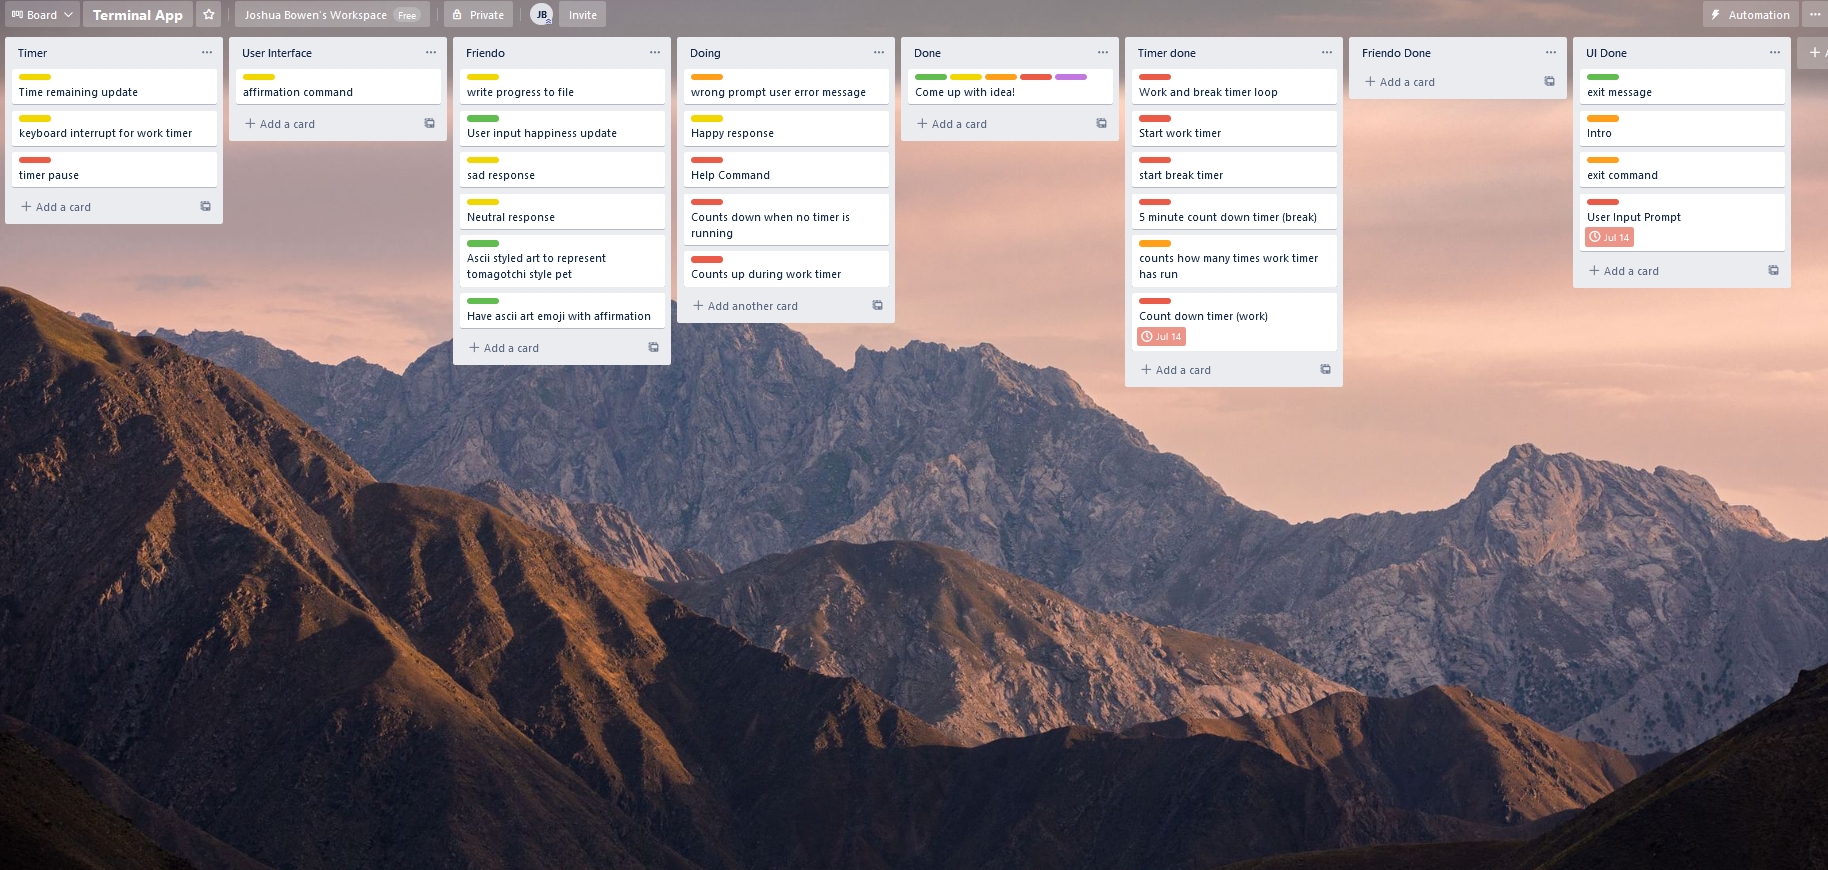 Board
Terminal App
Joshua Bowen's Workspace Free
Private
JB
Invite
Automation
Timer
Time remaining update
keyboard interrupt for work timer
timer pause
+ Add a card
User Interface
affirmation command
+ Add a card
Friendo
write progress to file
User input happiness update
sad response
Neutral response
Ascii styled art to represent
tomagotchi style pet
Have ascii art emoji with affirmation
+ Add a card
Doing
wrong prompt user error message
Happy response
Help Command
Counts down when no timer is
running
Counts up during work timer
+ Add another card
Done
Come up with idea!
+ Add a card
Timer done
Work and break timer loop
Start work timer
start break timer
5 minute count down timer (break)
counts how many times work timer
has run
Count down timer (work)
Jul 14
+ Add a card
Friendo Done
+ Add a card
UI Done
exit message
Intro
exit command
User Input Prompt
Jul 14
+ Add a card